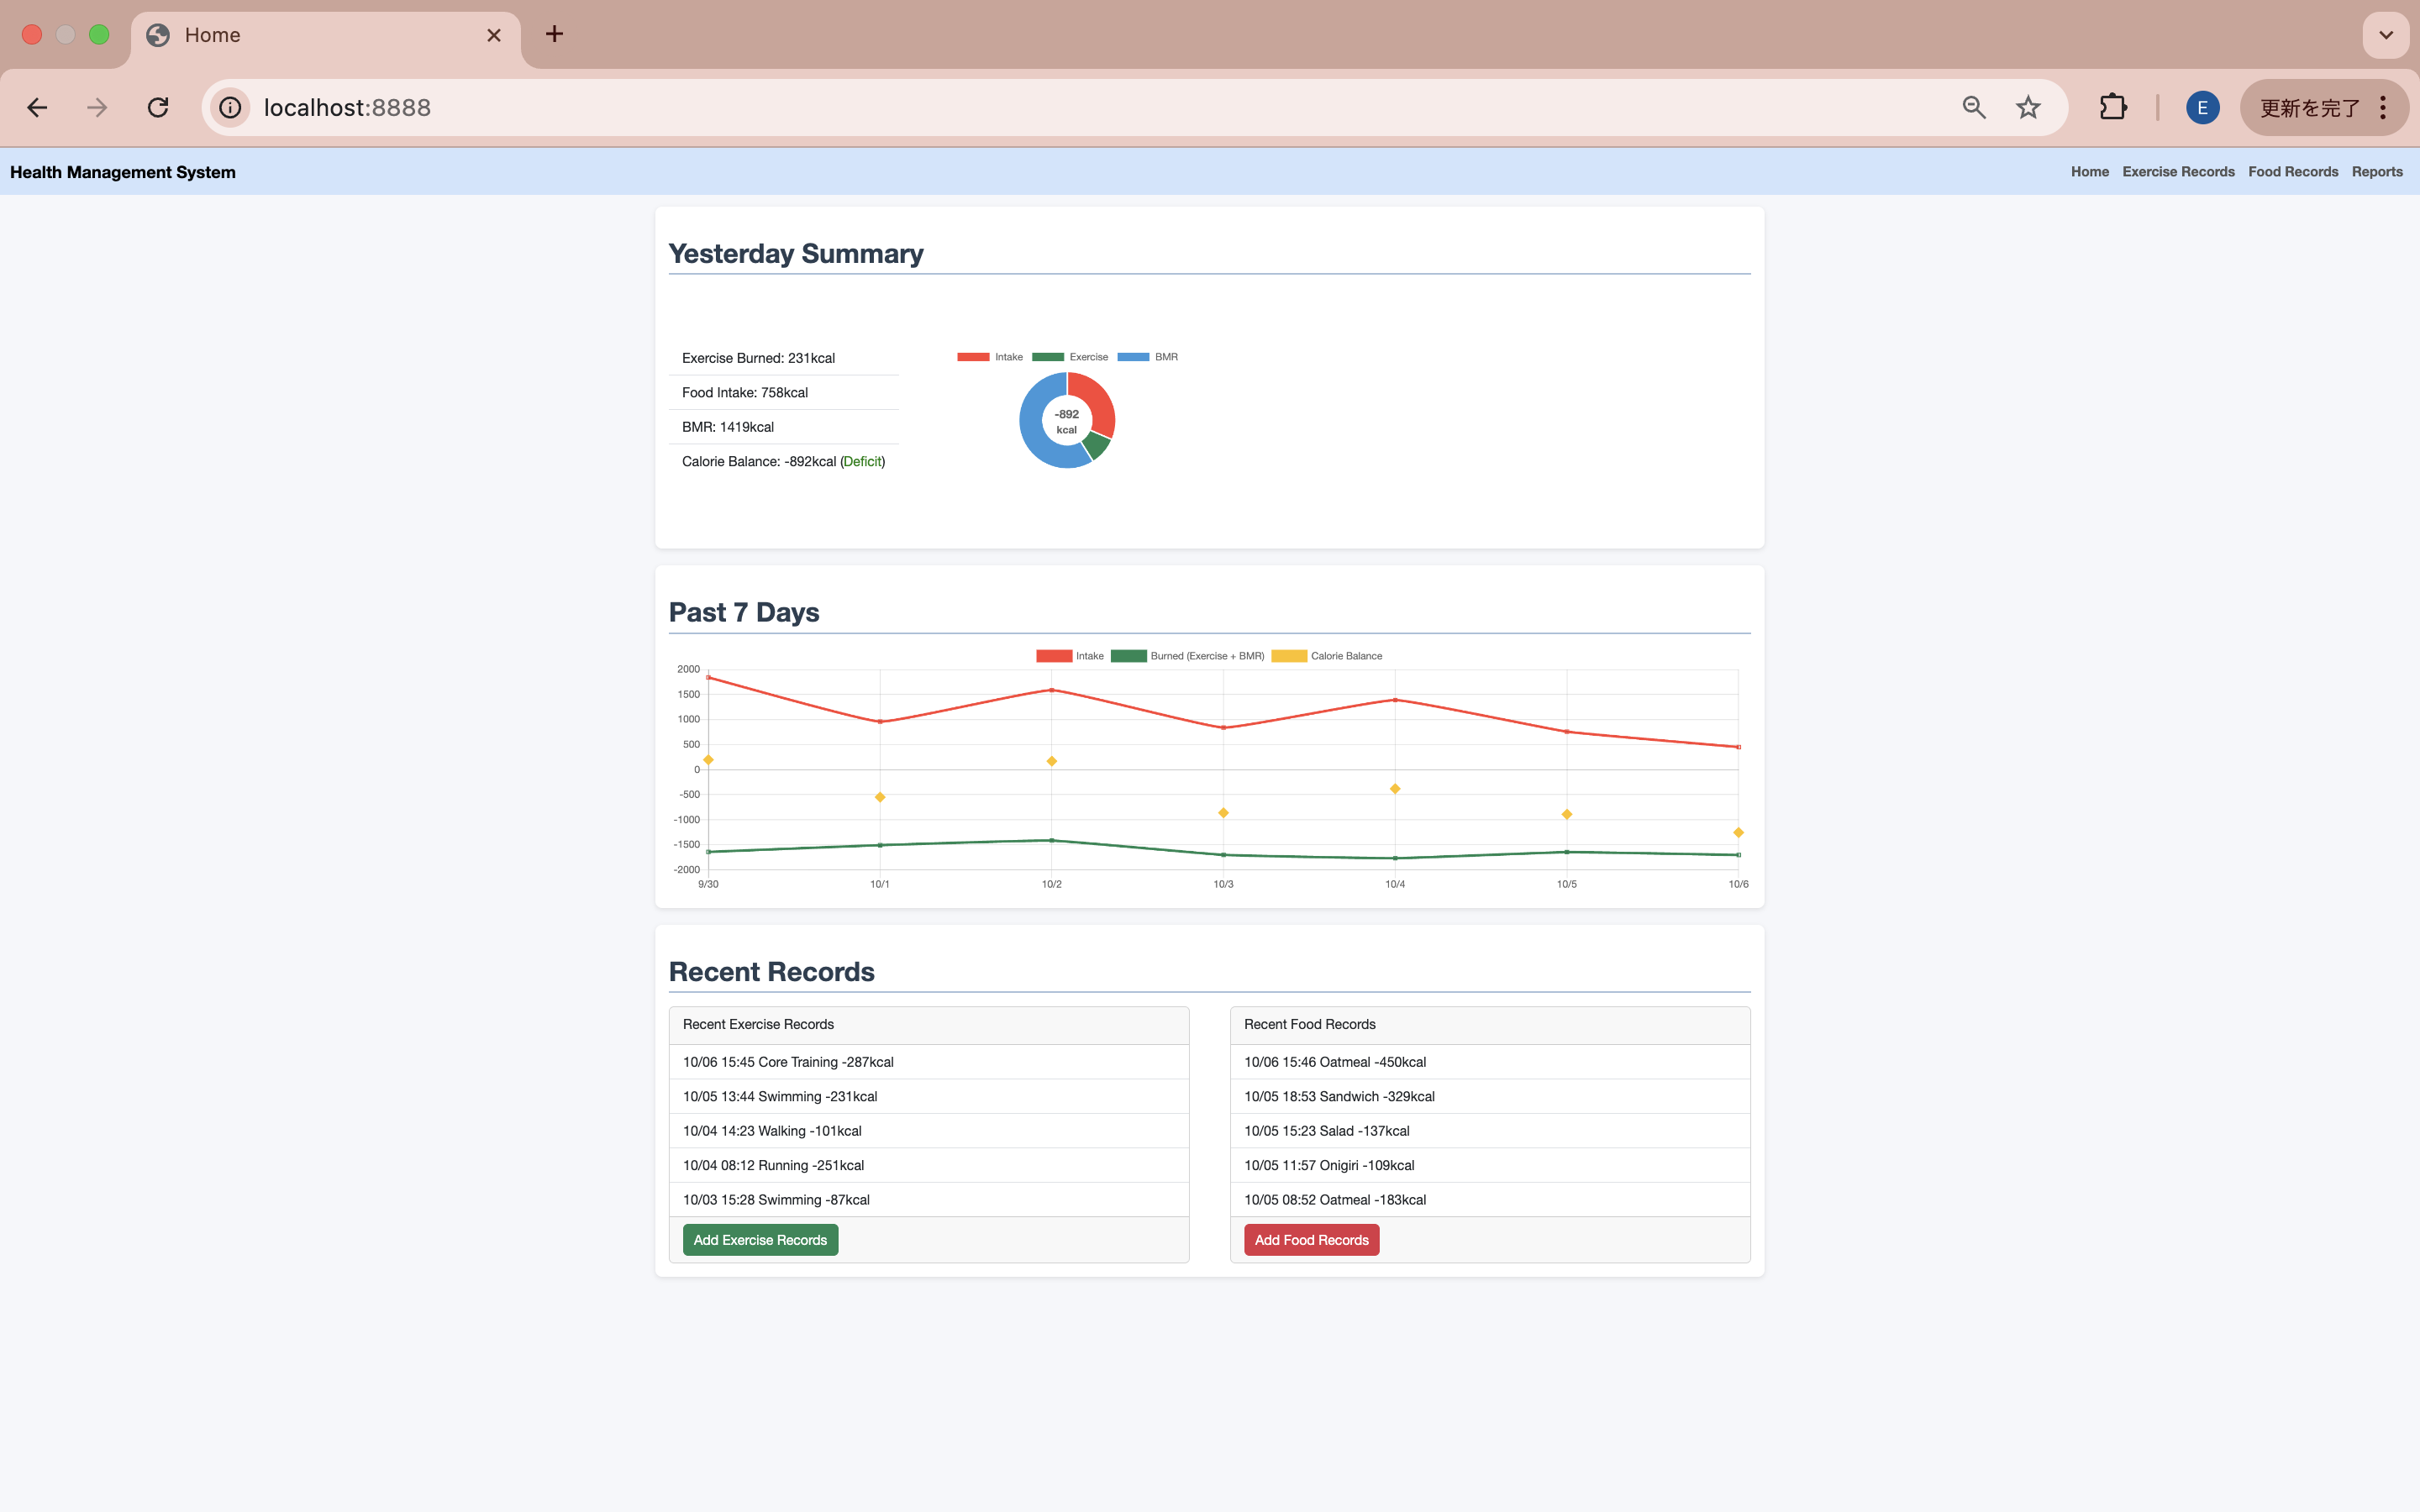 Home
localhost:8888
E
更新を完了
Health Management System
Home Exercise Records Food Records Reports
Yesterday Summary
Exercise Burned: 231kcal
Food Intake: 758kcal
BMR: 1419kcal
Calorie Balance: -892kcal (Deficit)
Intake Exercise BMR
-892
kcal
Past 7 Days
Intake Burned (Exercise + BMR) Calorie Balance
2000
1500
1000
500
0
-500
-1000
-1500
-2000
9/30 10/1 10/2 10/3 10/4 10/5 10/6
Recent Records
Recent Exercise Records
10/06 15:45 Core Training -287kcal
10/05 13:44 Swimming -231kcal
10/04 14:23 Walking -101kcal
10/04 08:12 Running -251kcal
10/03 15:28 Swimming -87kcal
Add Exercise Records
Recent Food Records
10/06 15:46 Oatmeal -450kcal
10/05 18:53 Sandwich -329kcal
10/05 15:23 Salad -137kcal
10/05 11:57 Onigiri -109kcal
10/05 08:52 Oatmeal -183kcal
Add Food Records